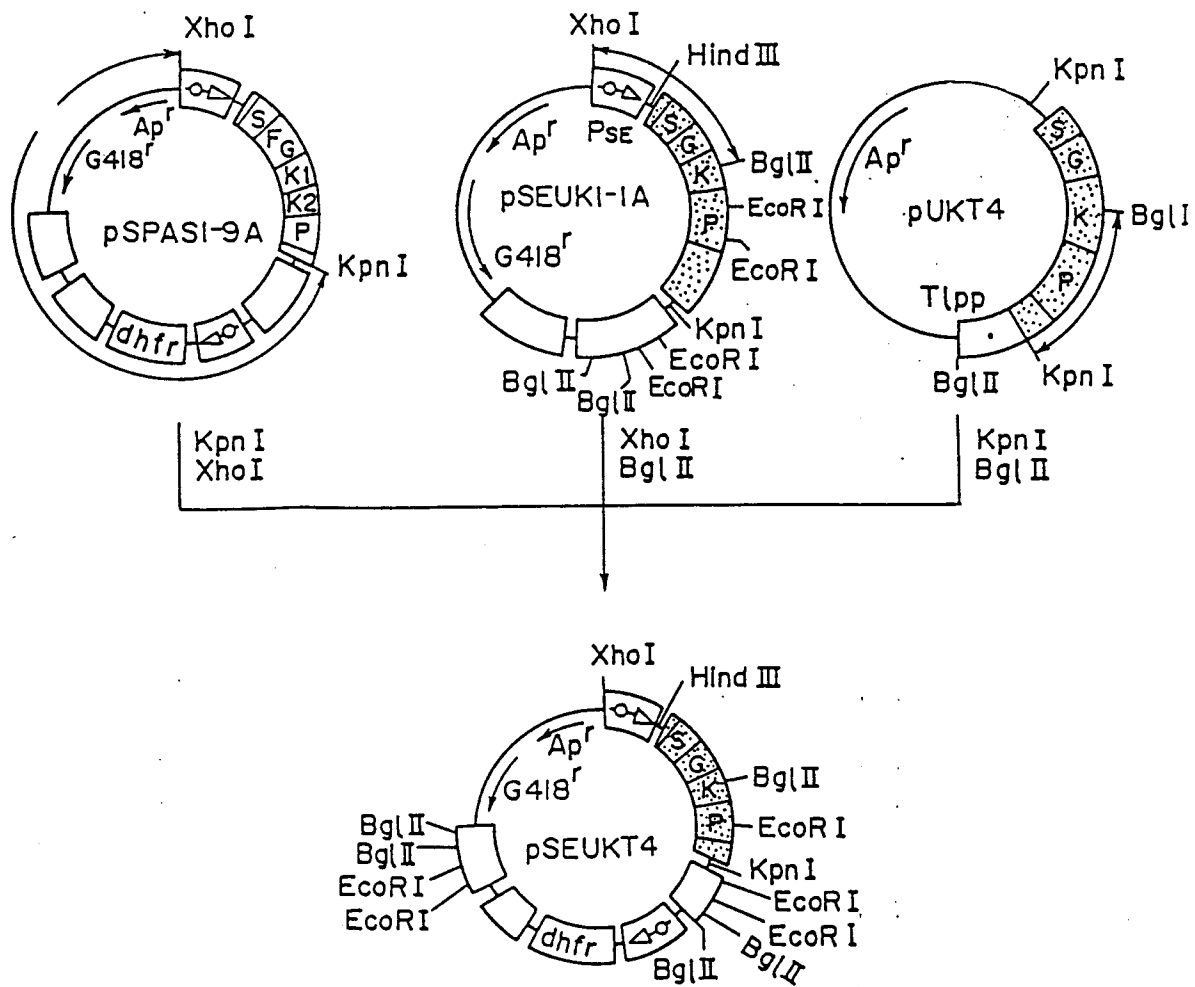 Xho I
Ap r
G418 r
S
F
G
K1
K2
P
pSPAS1-9A
Kpn I
dhfr
Kpn I
Xho I
Xho I
Hind III
PSE
Ap r
S
G
K
P
Bgl II
EcoR I
EcoR I
pSEUK1-1A
G418 r
Kpn I
EcoR I
EcoR I
Bgl II
Bgl II
Xho I
Bgl II
Kpn I
Ap r
S
G
K
P
pUKT4
Bgl I
Tlpp
Bgl II
Kpn I
Kpn I
Bgl II
Xho I
Hind III
Ap r
G418 r
S
G
K
P
Bgl II
EcoR I
pSEUKT4
Kpn I
EcoR I
EcoR I
Bgl II
Bgl II
dhfr
Bgl II
Bgl II
EcoR I
EcoR I